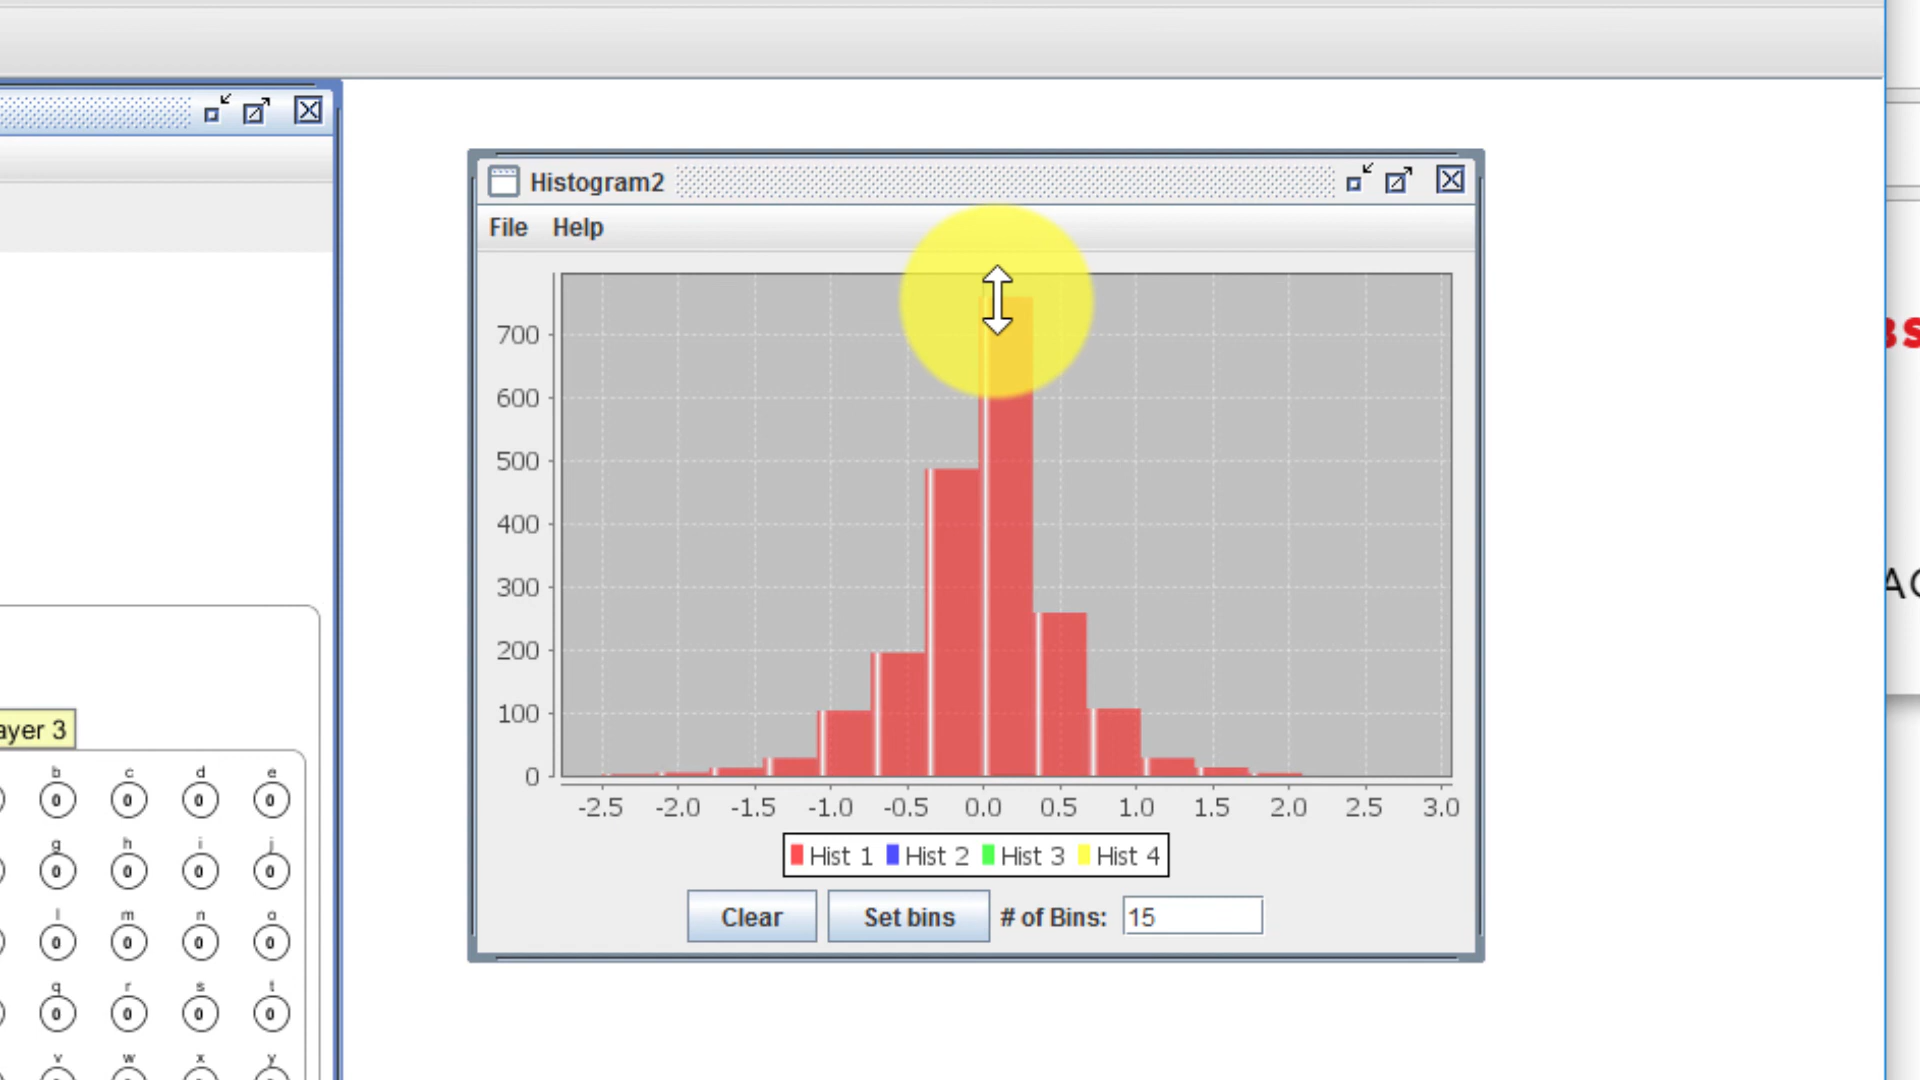 Histogram2
File Help
700
600
500
400
300
200
100
0
-2.5 -2.0 -1.5 -1.0 -0.5 0.0 0.5 1.0 1.5 2.0 2.5 3.0
Hist 1 Hist 2 Hist 3 Hist 4
Clear Set bins # of Bins: 15
ayer 3
b c d e
0 0 0 0
g h i j
0 0 0 0
l m n o
0 0 0 0
q r s t
0 0 0 0
v w x y